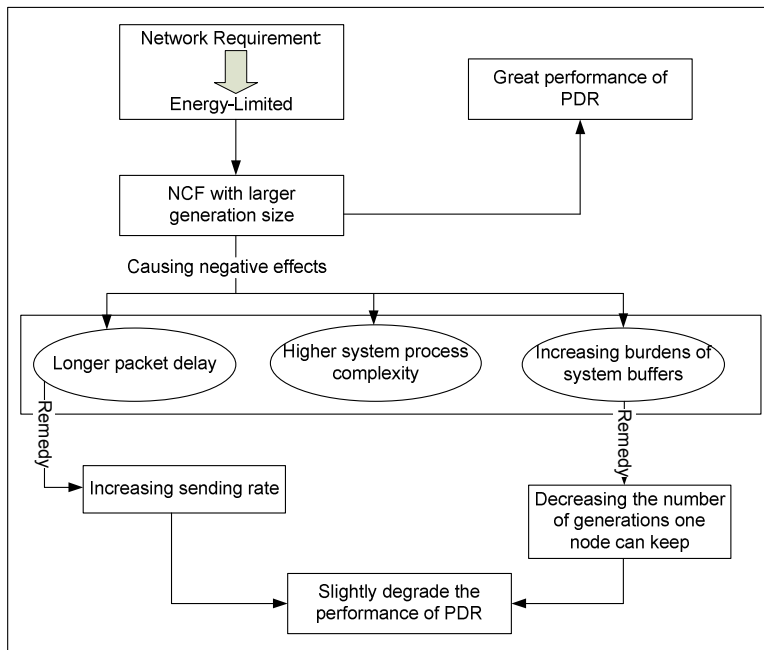 Network Requirement:
Energy-Limited
Great performance of
PDR
NCF with larger
generation size
Causing negative effects
Longer packet delay
Higher system process
complexity
Increasing burdens of
system buffers
Remedy
Remedy
Increasing sending rate
Decreasing the number
of generations one
node can keep
Slightly degrade the
performance of PDR